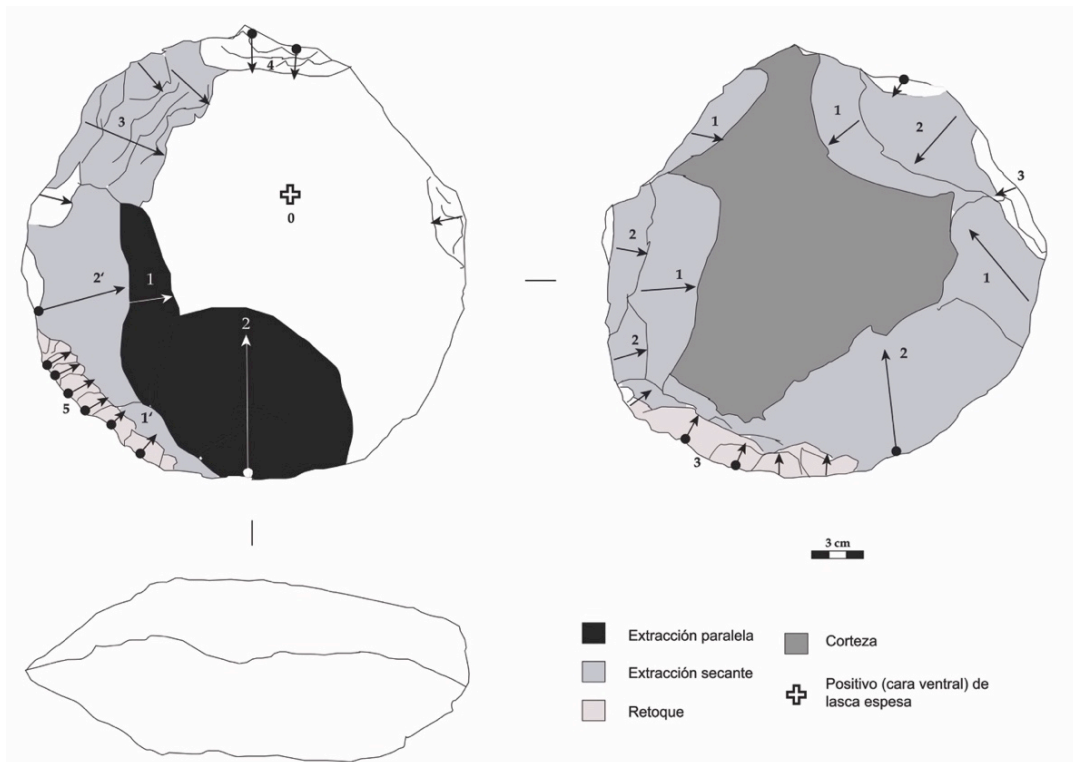 4
3
0
2'
1
2
5
1'
1
1
2
3
2
1
1
2
2
3
3 cm
Extracción paralela
Extracción secante
Retoque
Corteza
Positivo (cara ventral) de
lasca espesa